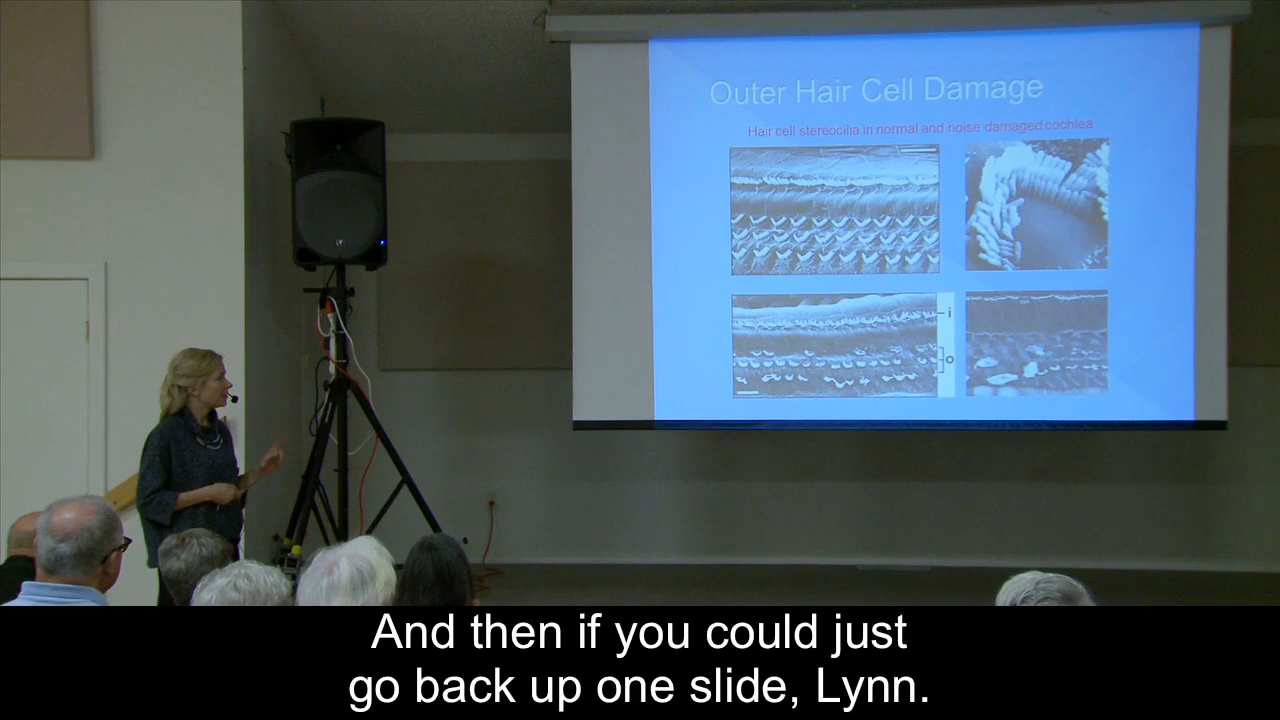 Outer Hair Cell Damage
Hair cell stereocilia in normal and noise damaged cochlea
i
o
And then if you could just
go back up one slide, Lynn.